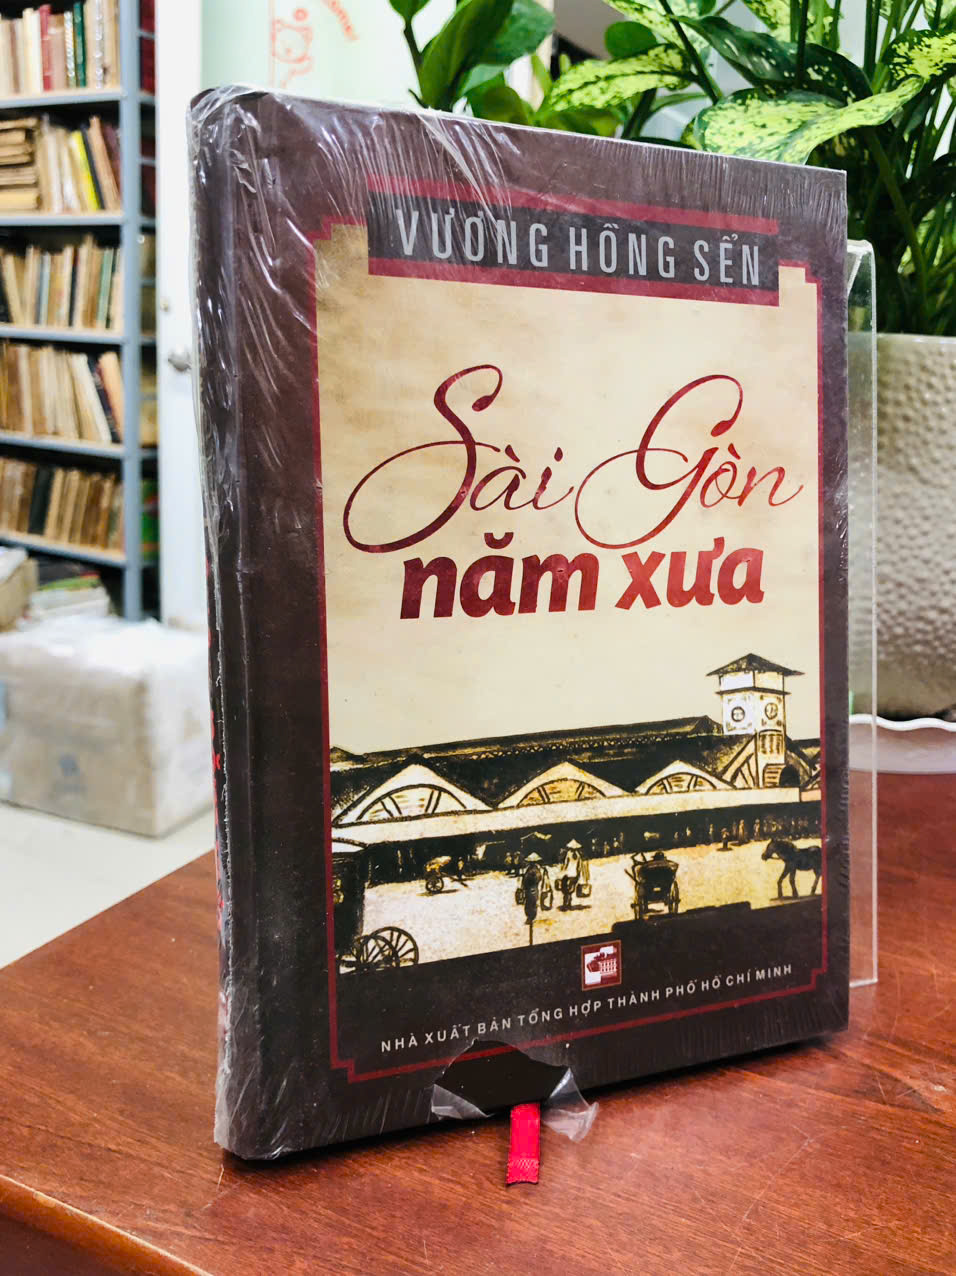 VƯƠNG HỒNG SỂN
Sài Gòn
năm xưa
NHÀ XUẤT BẢN TỔNG HỢP THÀNH PHỐ HỒ CHÍ MINH